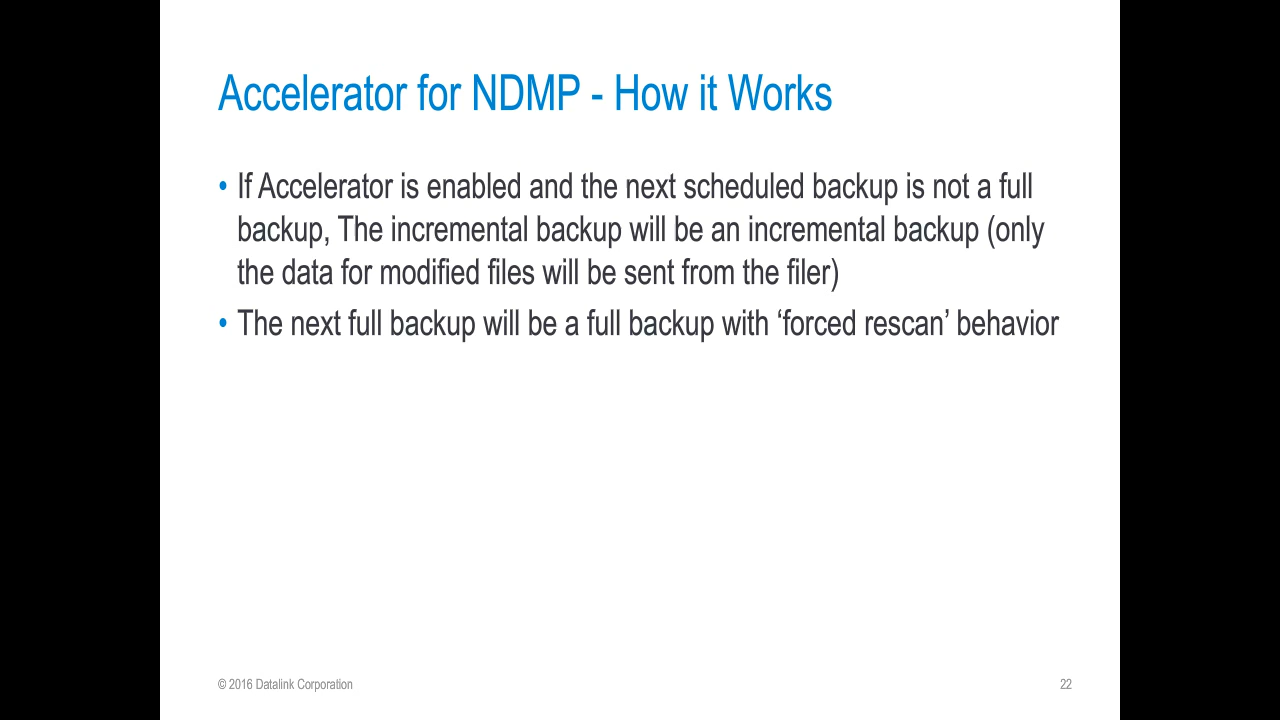 Accelerator for NDMP - How it Works
• If Accelerator is enabled and the next scheduled backup is not a full
backup, The incremental backup will be an incremental backup (only
the data for modified files will be sent from the filer)
• The next full backup will be a full backup with ‘forced rescan’ behavior
© 2016 Datalink Corporation
22